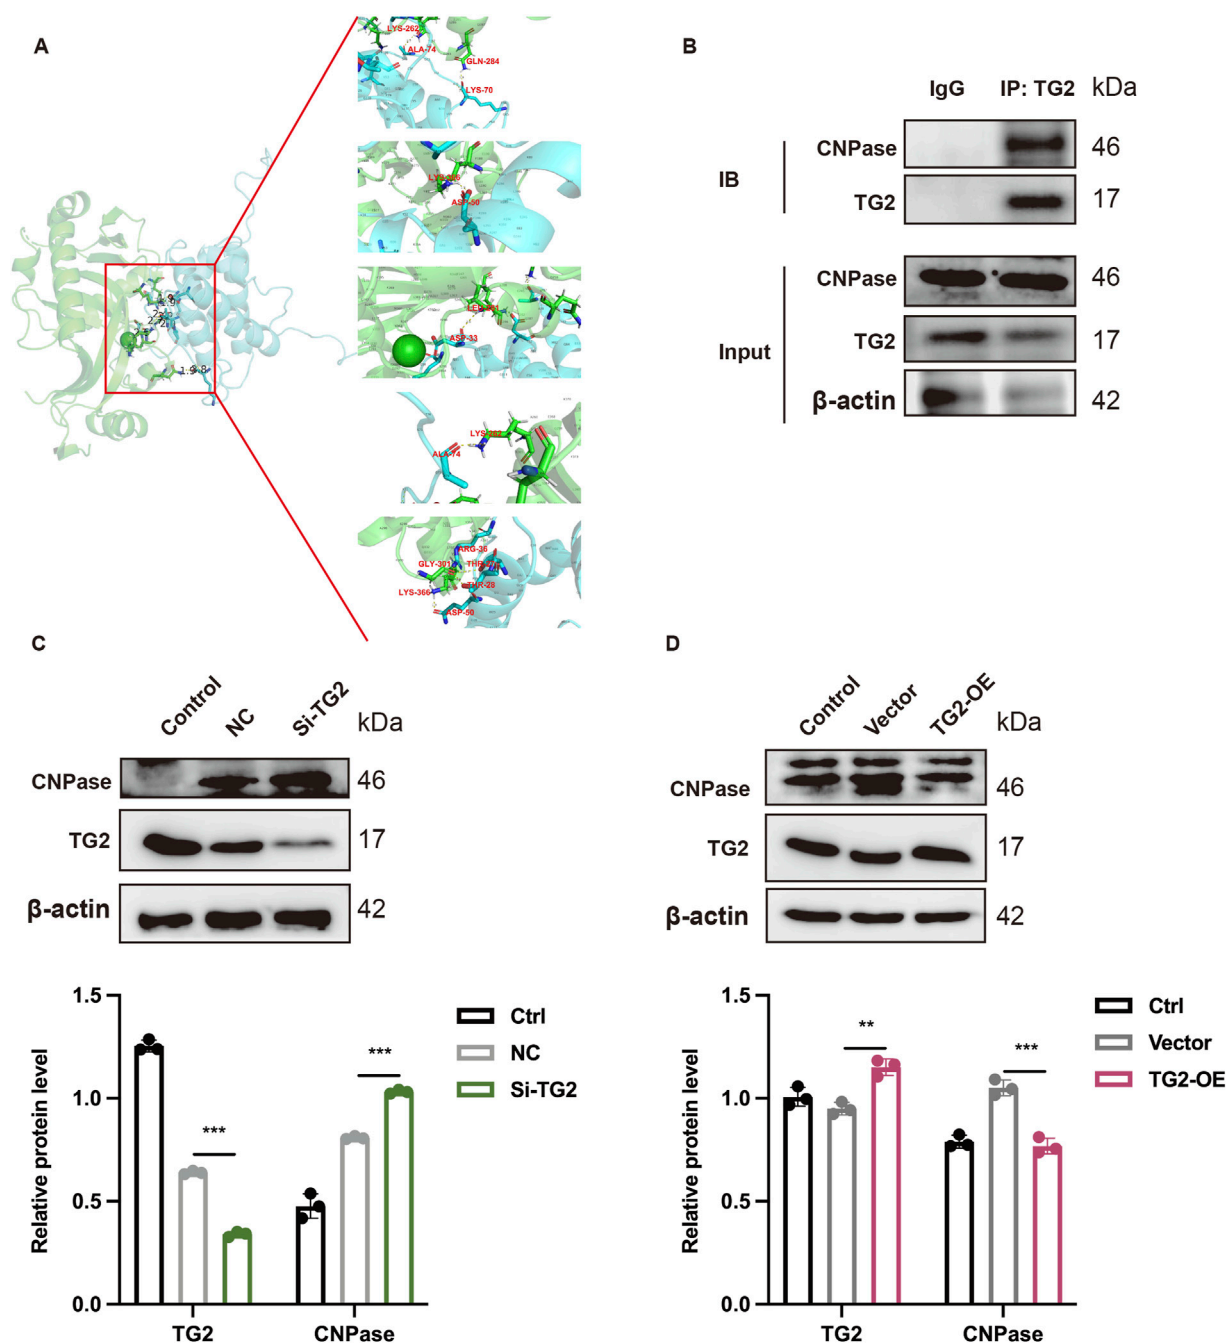 A
LYS-262
ALA-74
GLN-284
LYS-70
ASP-50
ASP-33
LYS-262
ALA-74
ARG-36
GLY-301
THR-28
LYS-366
ASP-50
1.9
B
IgG IP: TG2 kDa
IB
CNPase 46
TG2 17
Input
CNPase 46
TG2 17
β-actin 42
C
Control NC Si-TG2 kDa
CNPase 46
TG2 17
β-actin 42
Relative protein level
1.5
1.0
0.5
0.0
***
***
TG2 CNPase
Ctrl
NC
Si-TG2
D
Control Vector TG2-OE kDa
CNPase 46
TG2 17
β-actin 42
Relative protein level
1.5
1.0
0.5
0.0
**
***
TG2 CNPase
Ctrl
Vector
TG2-OE